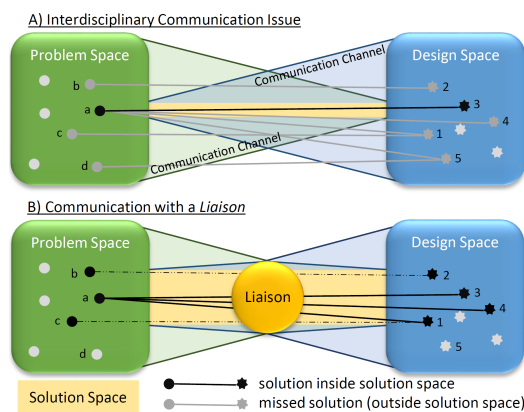 A) Interdisciplinary Communication Issue
Problem Space
Design Space
Communication Channel
b
2
a
3
4
c
1
Communication Channel
d
5
B) Communication with a Liaison
Problem Space
Design Space
b
2
a
Liaison
3
4
c
1
d
5
Solution Space
solution inside solution space
missed solution (outside solution space)